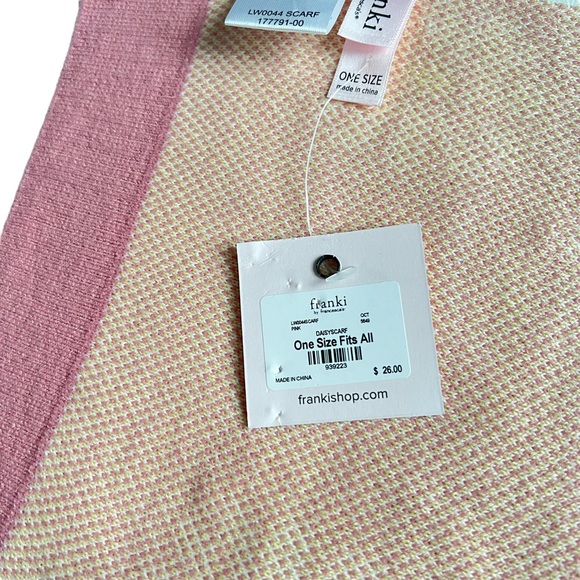 LW0044 SCARF
177791-00
nki
ONE SIZE
made in china
franki
by francesca's
LW0044SCARF
OCT
PINK
DAISYSCARF
One Size Fits All
939223
MADE IN CHINA
$ 26.00
frankishop.com